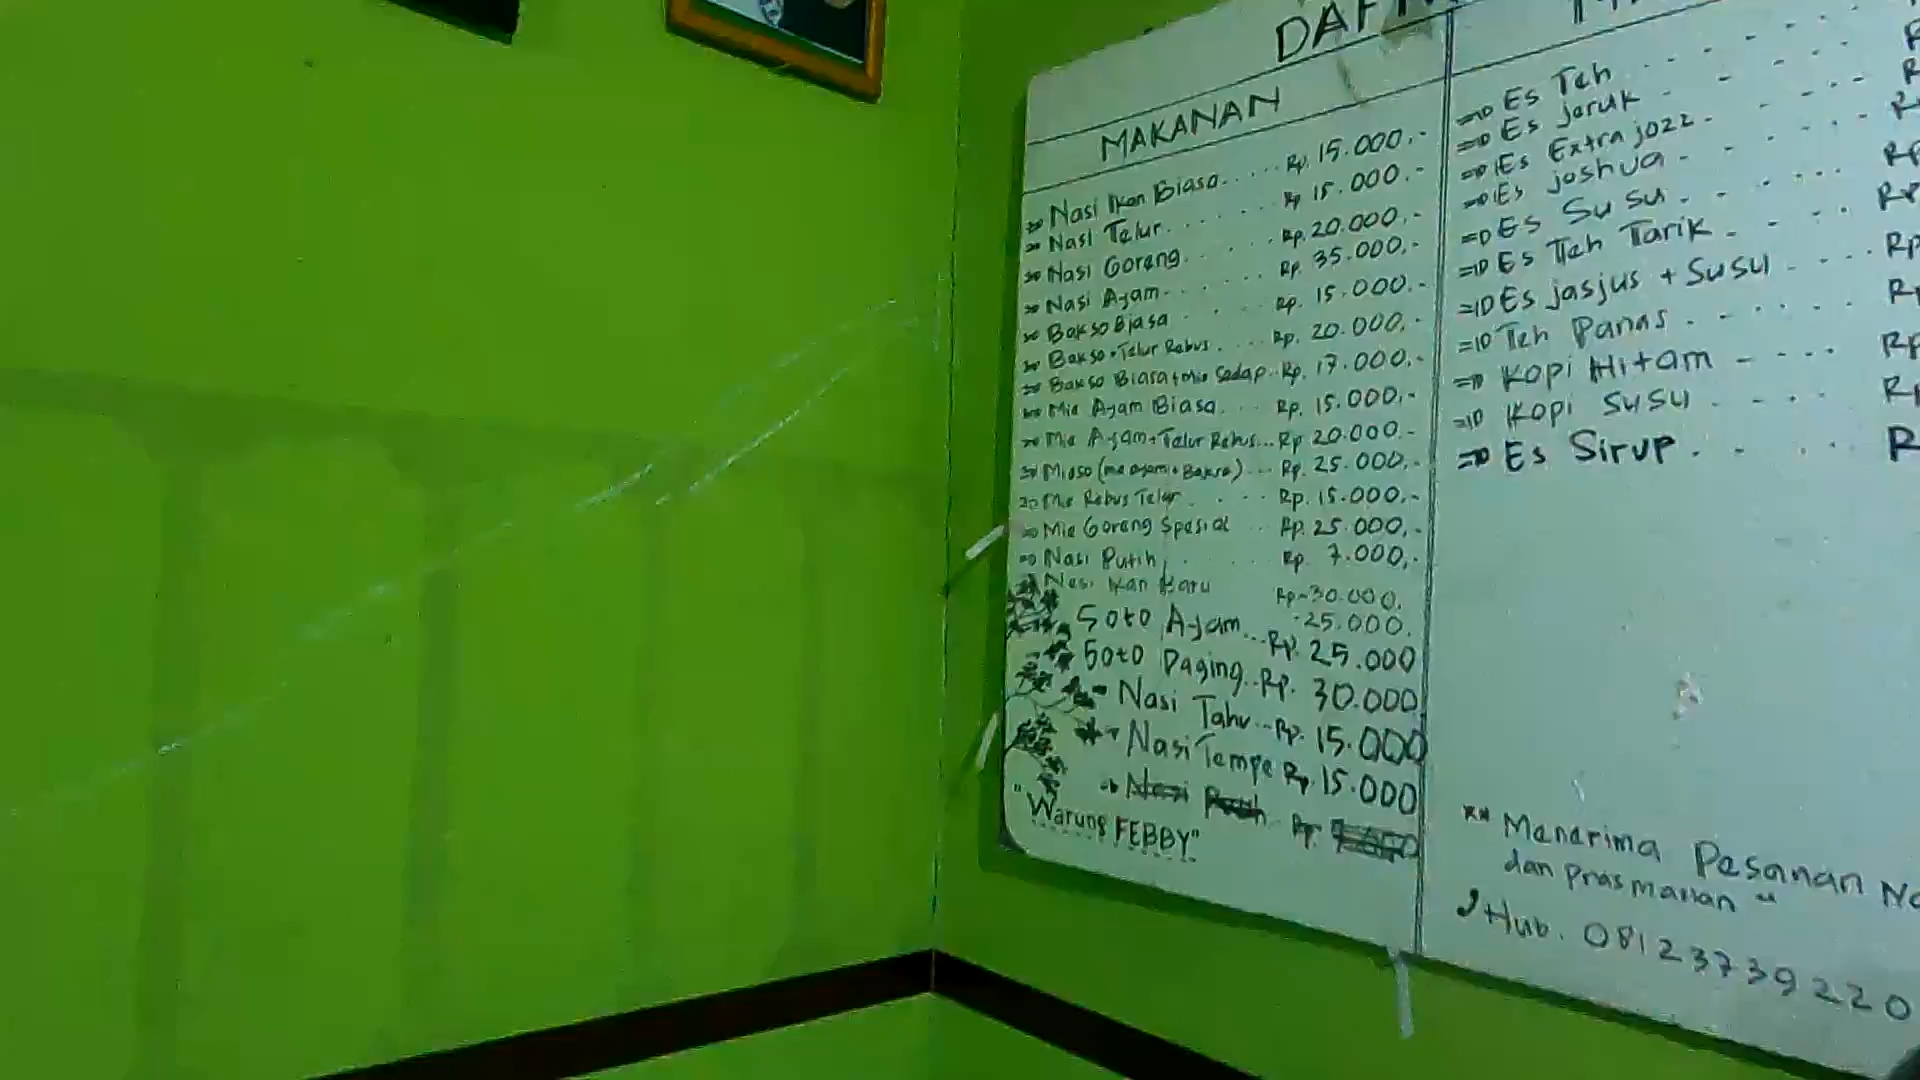 DAFT
MAKANAN
Nasi Ikan Biasa..... Rp. 15.000.-
Nasi Telur....... Rp 15.000.-
Nasi Goreng..... Rp. 20.000.-
Nasi Ayam....... Rp. 35.000.-
Bakso Biasa..... Rp. 15.000.-
Bakso + Telur Rebus.... Rp. 20.000.-
Bakso Biasa + Mie Sedap.. Rp. 17.000.-
Mie Ayam Biasa.... Rp. 15.000.-
Mie Ayam + Telur Rebus... Rp 20.000.-
Miaso (mie ayam + Bakso)... Rp. 25.000.-
Mie Rebus Telur.... Rp. 15.000.-
Mie Goreng Spesial .. Rp. 25.000.-
Nasi Putih....... Rp. 7.000.-
Nasi Ikan Rp 30.000.
25.000.
Soto Ayam...Rp. 25.000
Soto Daging..Rp. 30.000
Nasi Tahu...Rp. 15.000
Nasi Tempe Rp. 15.000
Rp.
"Warung FEBBY"
Es Teh
Es Jeruk
Es Extra jozz
Es joshua
Es Susu
Es Teh Tarik
Es jasjus + Susu
Teh Panas
Kopi Hitam
Kopi Susu
Es Sirup
Menerima Pesanan Na
dan prasmanan "
Hub. 0812373922 0